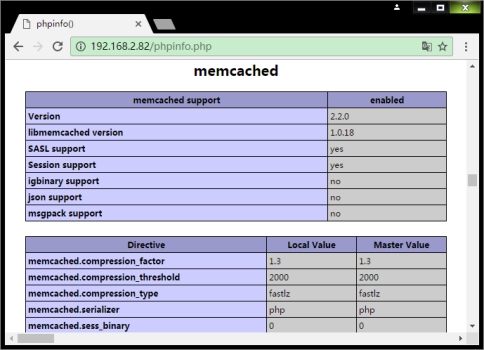 phpinfo()
192.168.2.82/phpinfo.php
memcached
memcached support enabled
Version 2.2.0
libmemcached version 1.0.18
SASL support yes
Session support yes
igbinary support no
json support no
msgpack support no
Directive Local Value Master Value
memcached.compression_factor 1.3 1.3
memcached.compression_threshold 2000 2000
memcached.compression_type fastlz fastlz
memcached.serializer php php
memcached.sess_binary 0 0